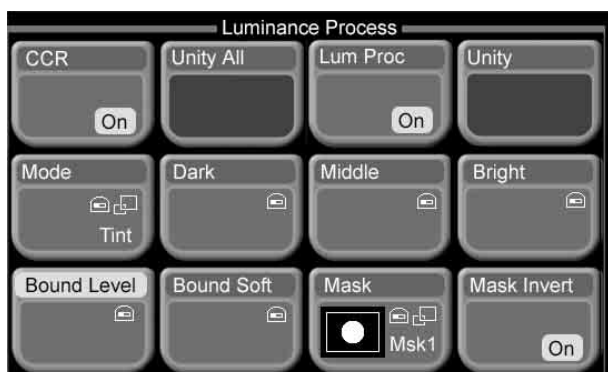 Luminance Process
CCR
Unity All
Lum Proc
Unity
On
On
Mode
Dark
Middle
Bright
Tint
Bound Level
Bound Soft
Mask
Mask Invert
Msk1
On